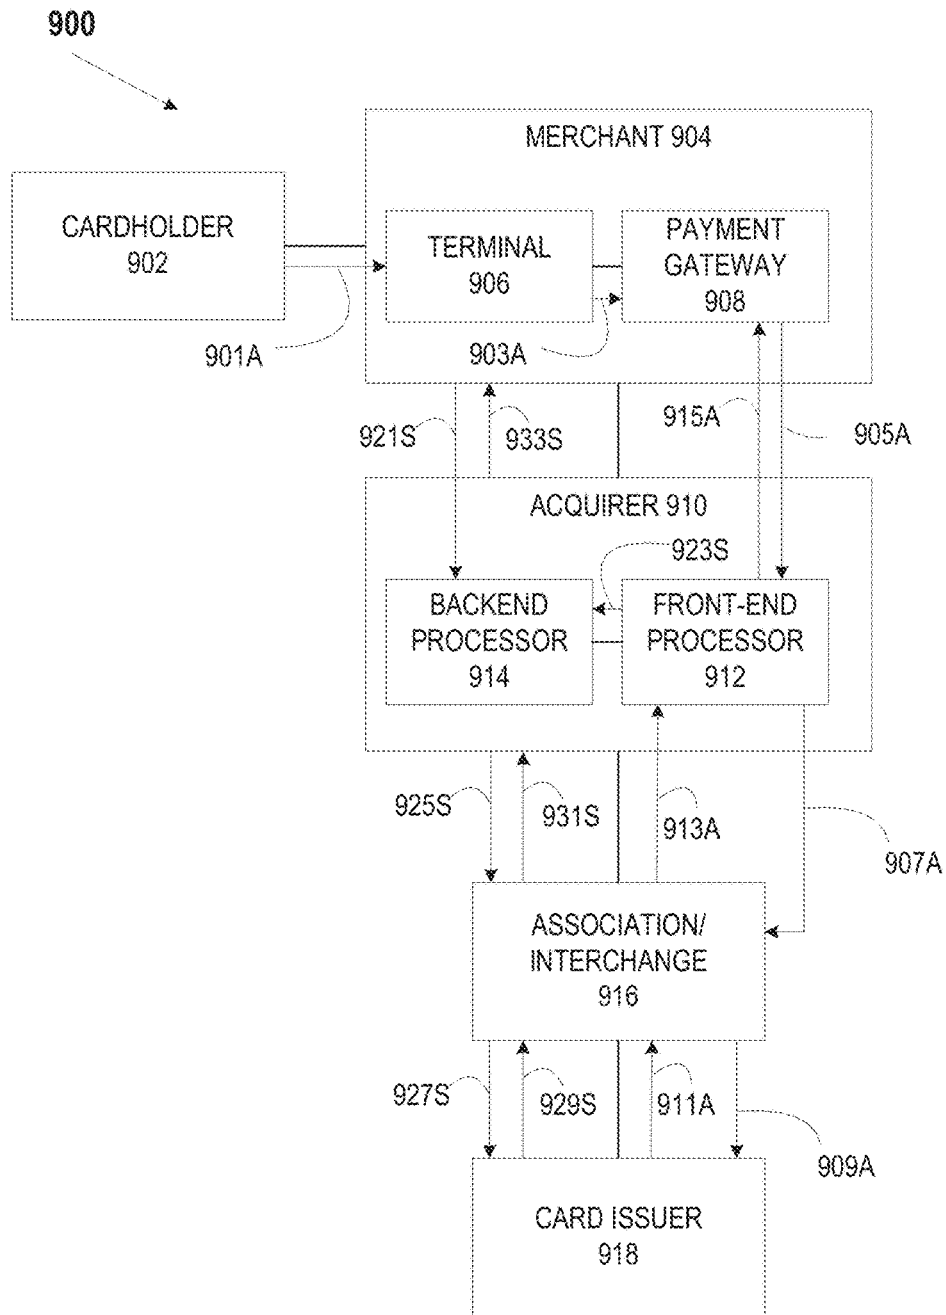 900
MERCHANT 904
CARDHOLDER
902
TERMINAL
906
PAYMENT
GATEWAY
908
901A
903A
921S
933S
915A
905A
ACQUIRER 910
923S
BACKEND
PROCESSOR
914
FRONT-END
PROCESSOR
912
925S
931S
913A
907A
ASSOCIATION/
INTERCHANGE
916
927S
929S
911A
909A
CARD ISSUER
918